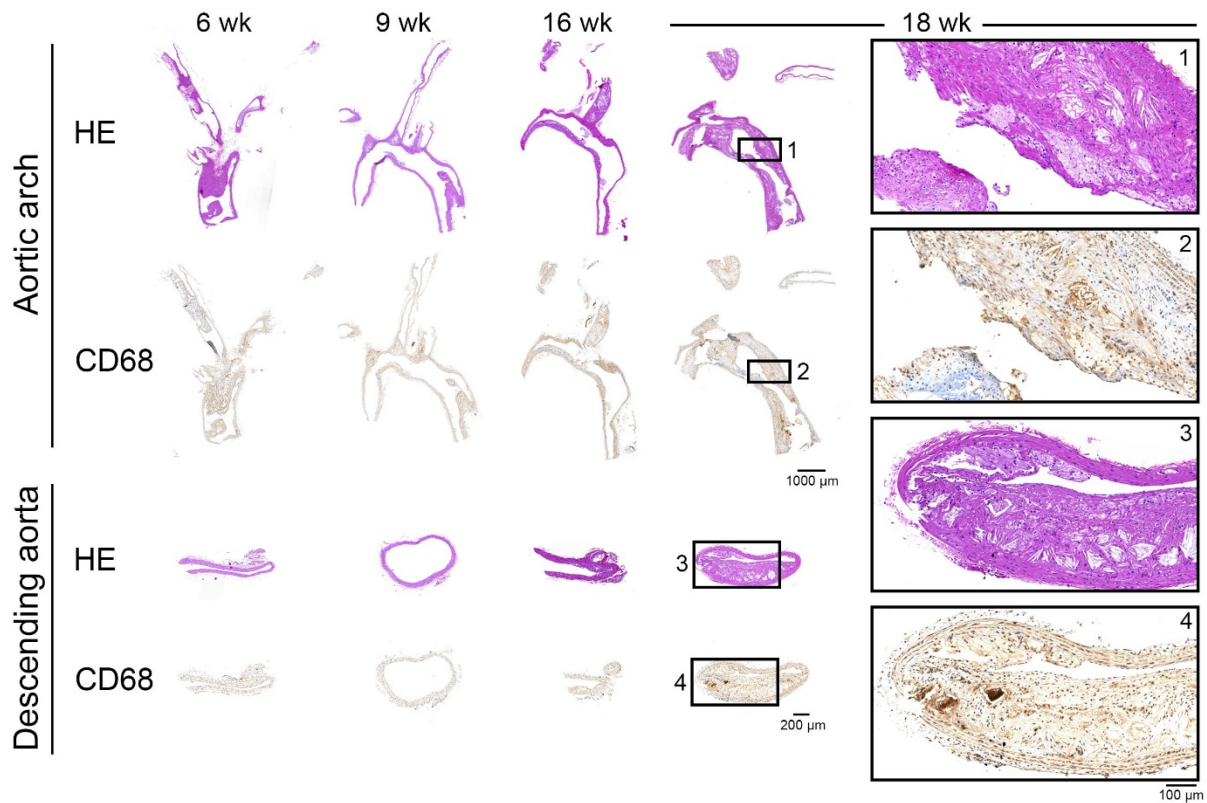 6 wk 9 wk 16 wk 18 wk
Aortic arch
HE
1
1
CD68
2
2
1000 µm
3
Descending aorta
HE
3
CD68
4
4
200 µm
100 µm